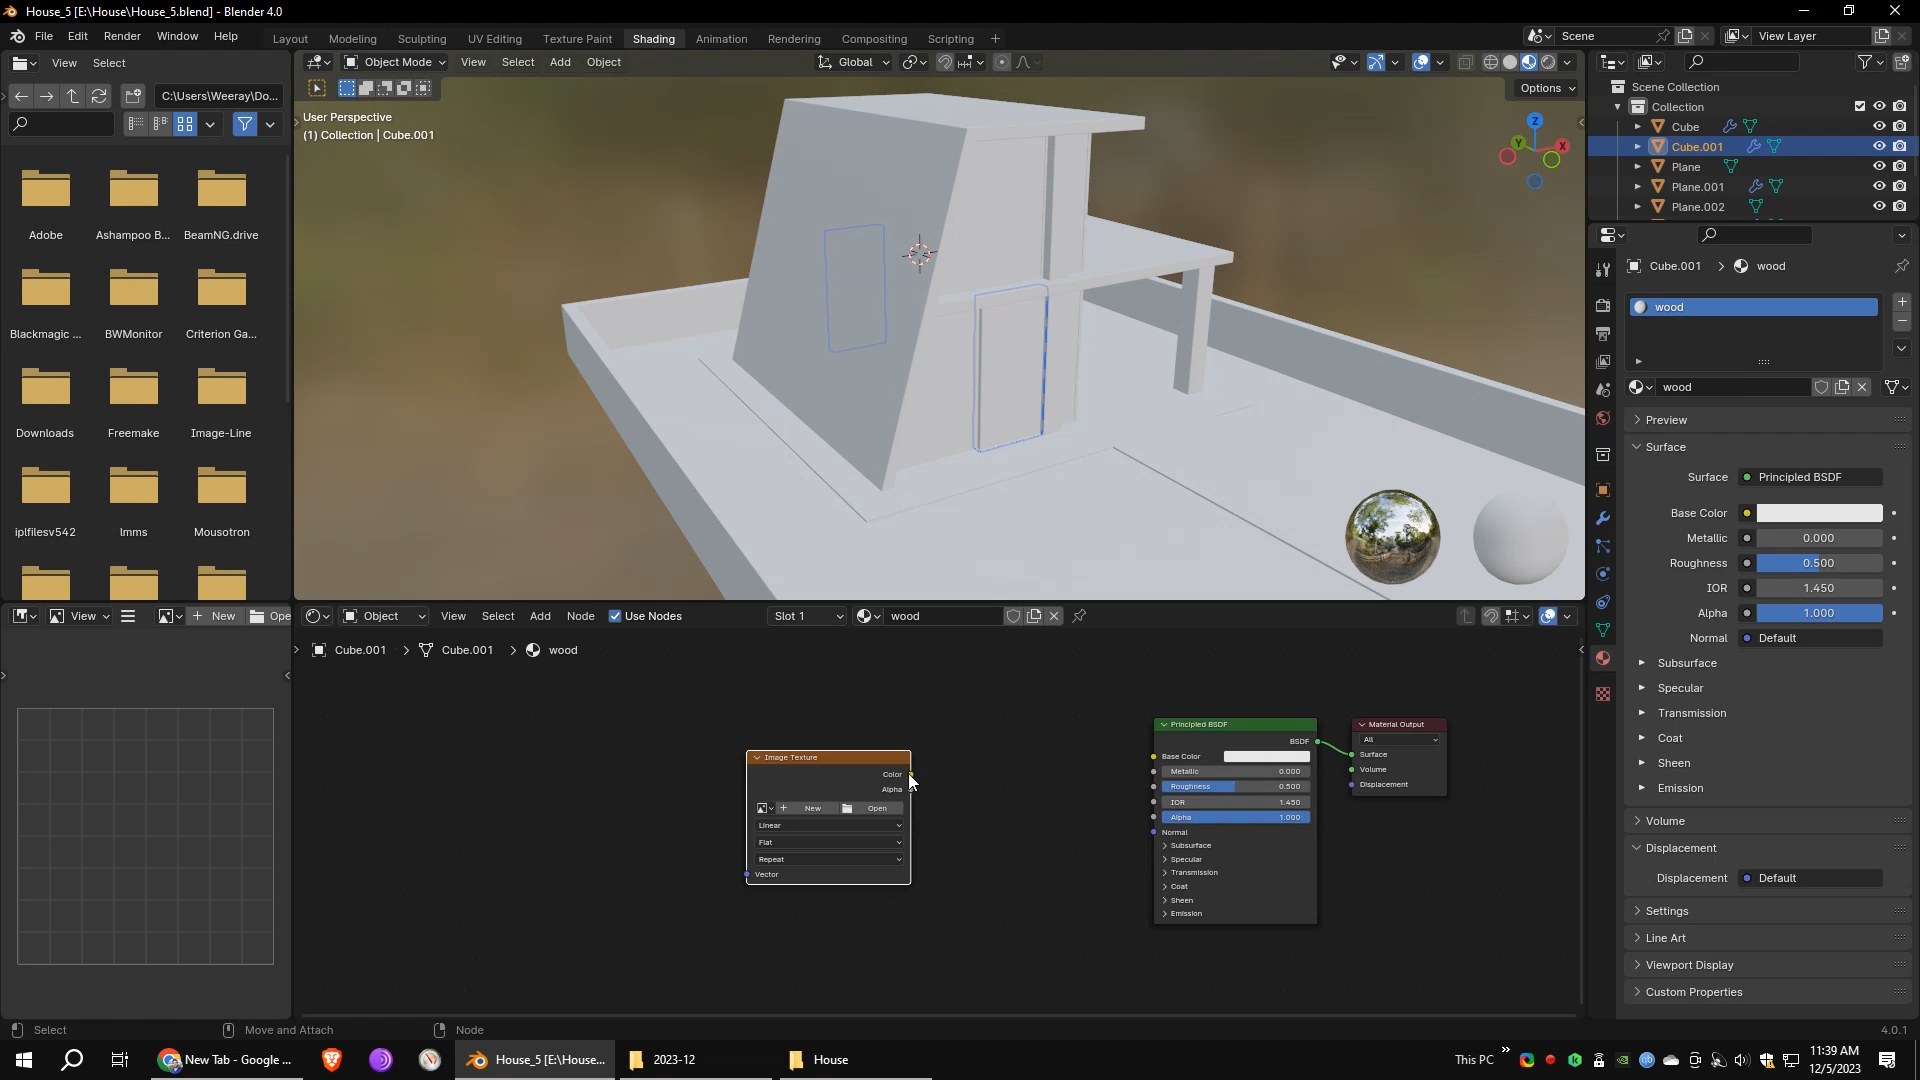 House_5 [E:\House\House_5.blend] - Blender 4.0
File Edit Render Window Help
Layout Modeling Sculpting UV Editing Texture Paint Shading Animation Rendering Compositing Scripting
Scene
View Layer
View Select
Object Mode View Select Add Object
Global
C:\Users\Weeray\Do...
Options
User Perspective
(1) Collection | Cube.001
Z
Y
X
Scene Collection
Collection
Cube
Cube.001
Plane
Plane.001
Plane.002
Adobe Ashampoo B... BeamNG.drive
Blackmagic ... BWMonitor Criterion Ga...
Downloads Freemake Image-Line
iplfilesv542 lmms Mousotron
Cube.001 wood
wood
wood
Preview
Surface
Surface Principled BSDF
Base Color
Metallic 0.000
Roughness 0.500
IOR 1.450
Alpha 1.000
Normal Default
Subsurface
Specular
Transmission
Coat
Sheen
Emission
Volume
Displacement
Displacement Default
Settings
Line Art
Viewport Display
Custom Properties
View New Ope
Object View Select Add Node Use Nodes Slot 1 wood
Cube.001 Cube.001 wood
Image Texture
Color
Alpha
New Open
Linear
Flat
Repeat
Vector
Principled BSDF
BSDF
Base Color
Metallic 0.000
Roughness 0.500
IOR 1.450
Alpha 1.000
Normal
Subsurface
Specular
Transmission
Coat
Sheen
Emission
Material Output
All
Surface
Volume
Displacement
Select Move and Attach Node 4.0.1
New Tab - Google ... House_5 [E:\House... 2023-12 House This PC
11:39 AM
12/5/2023